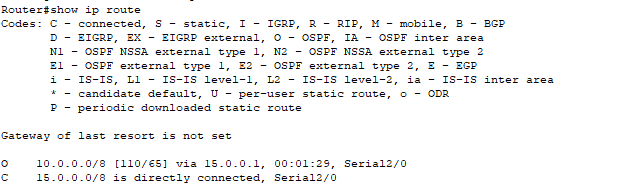 Router#show ip route
Codes: C - connected, S - static, I - IGRP, R - RIP, M - mobile, B - BGP
       D - EIGRP, EX - EIGRP external, O - OSPF, IA - OSPF inter area
       N1 - OSPF NSSA external type 1, N2 - OSPF NSSA external type 2
       E1 - OSPF external type 1, E2 - OSPF external type 2, E - EGP
       i - IS-IS, L1 - IS-IS level-1, L2 - IS-IS level-2, ia - IS-IS inter area
       * - candidate default, U - per-user static route, o - ODR
       P - periodic downloaded static route

Gateway of last resort is not set

O    10.0.0.0/8 [110/65] via 15.0.0.1, 00:01:29, Serial2/0
C    15.0.0.0/8 is directly connected, Serial2/0